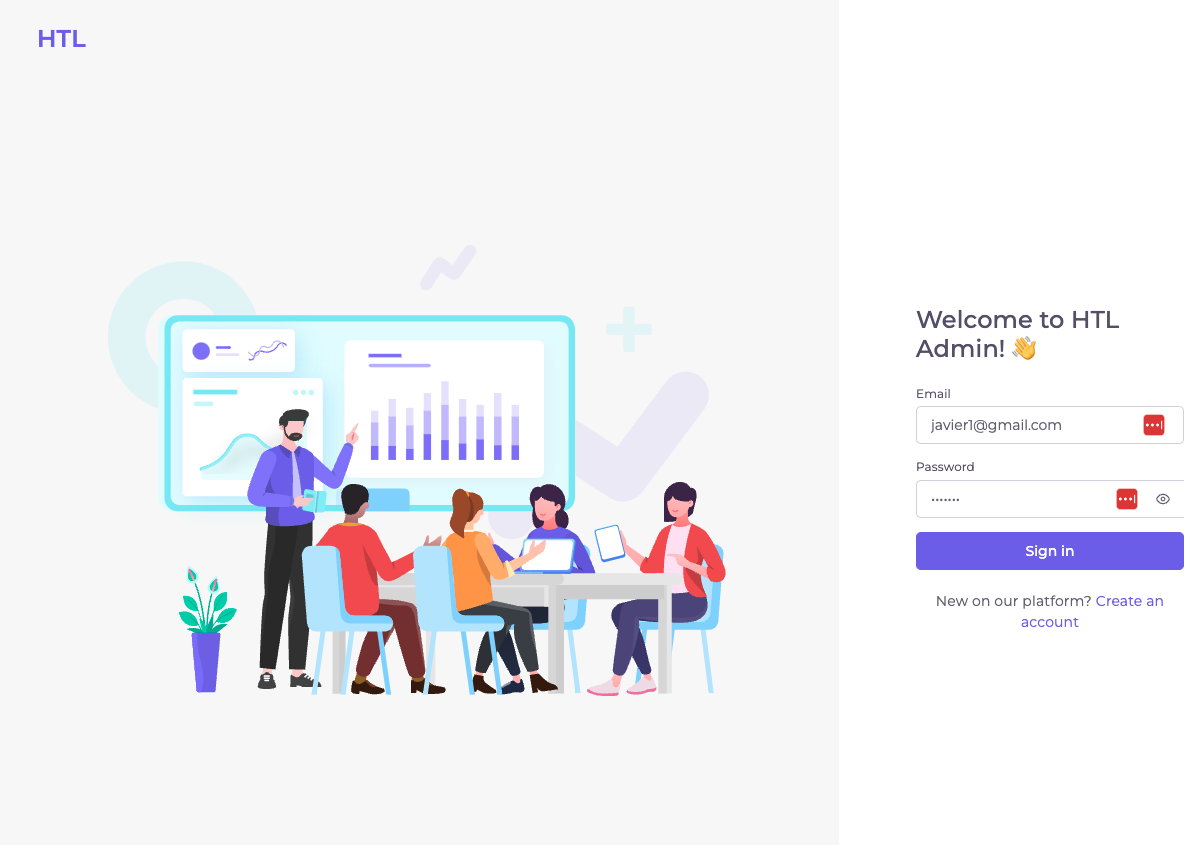 HTL
Welcome to HTL
Admin! 👋
Email
javier1@gmail.com
Password
•••••••
Sign in
New on our platform? Create an
account